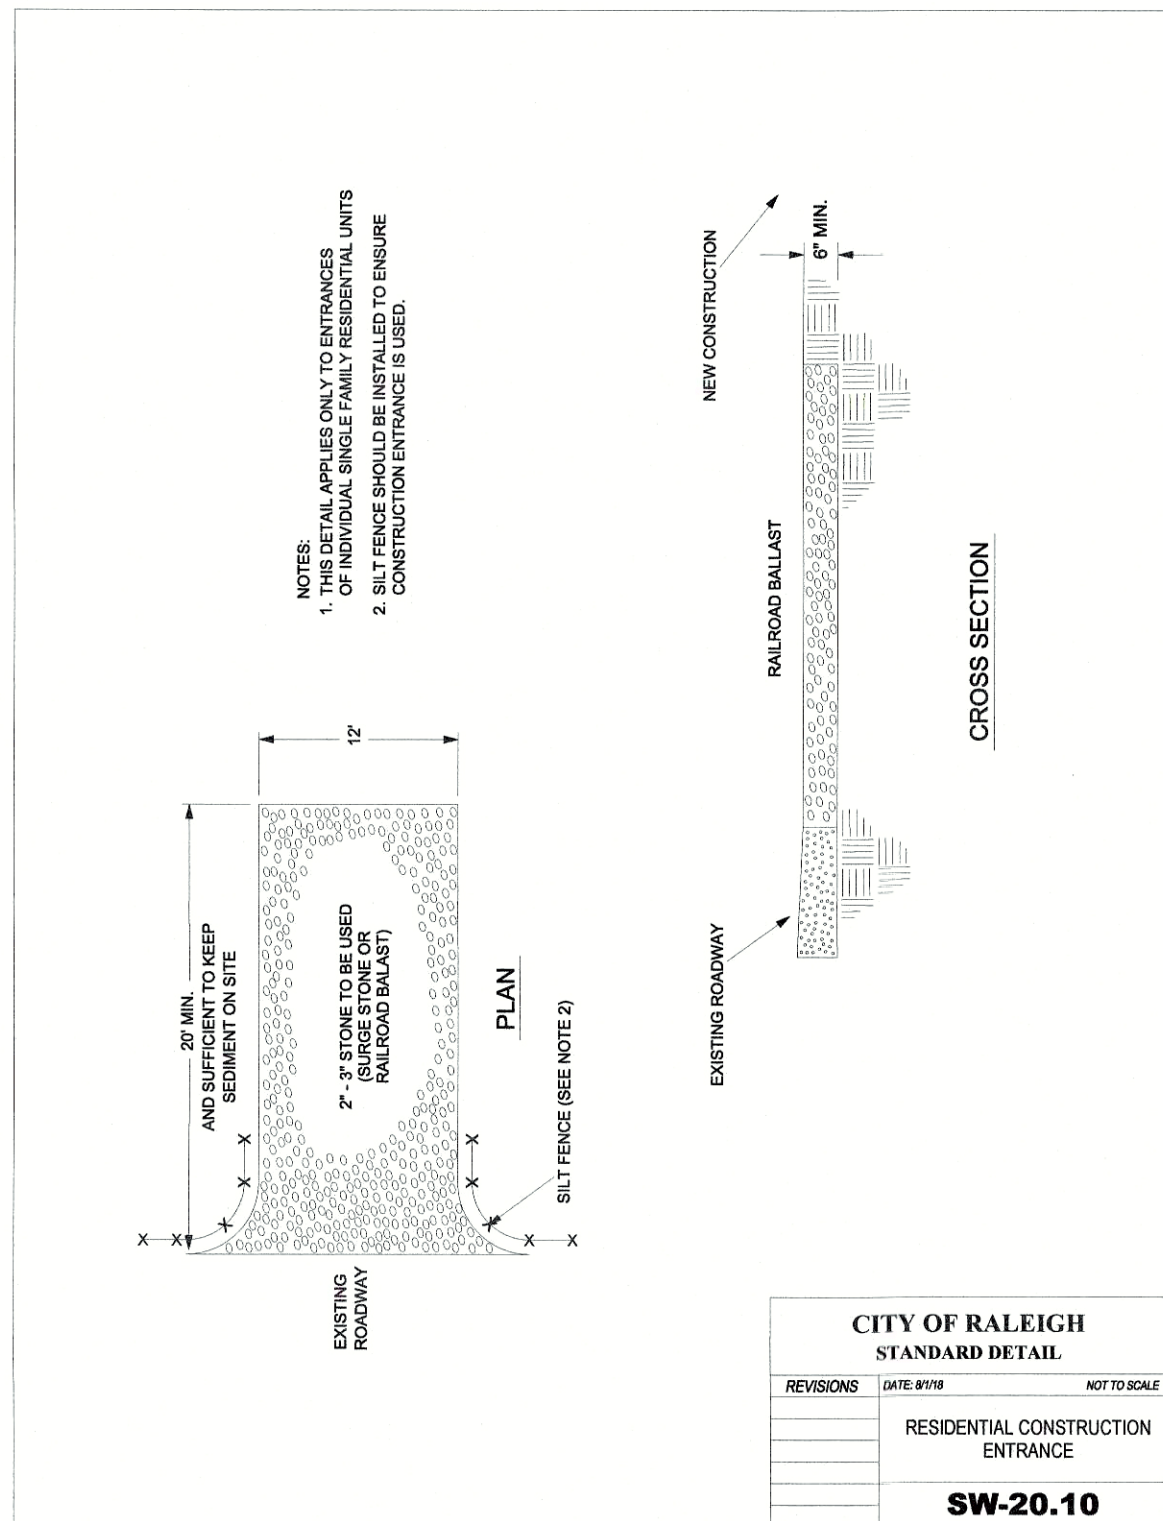 NOTES:
1. THIS DETAIL APPLIES ONLY TO ENTRANCES
OF INDIVIDUAL SINGLE FAMILY RESIDENTIAL UNITS
2. SILT FENCE SHOULD BE INSTALLED TO ENSURE
CONSTRUCTION ENTRANCE IS USED.
20' MIN.
AND SUFFICIENT TO KEEP
SEDIMENT ON SITE
12'
2" - 3" STONE TO BE USED
(SURGE STONE OR
RAILROAD BALAST)
EXISTING
ROADWAY
PLAN
SILT FENCE (SEE NOTE 2)
NEW CONSTRUCTION
6" MIN.
RAILROAD BALLAST
EXISTING ROADWAY
CROSS SECTION
CITY OF RALEIGH
STANDARD DETAIL
REVISIONS
DATE: 8/1/18
NOT TO SCALE
RESIDENTIAL CONSTRUCTION
ENTRANCE
SW-20.10